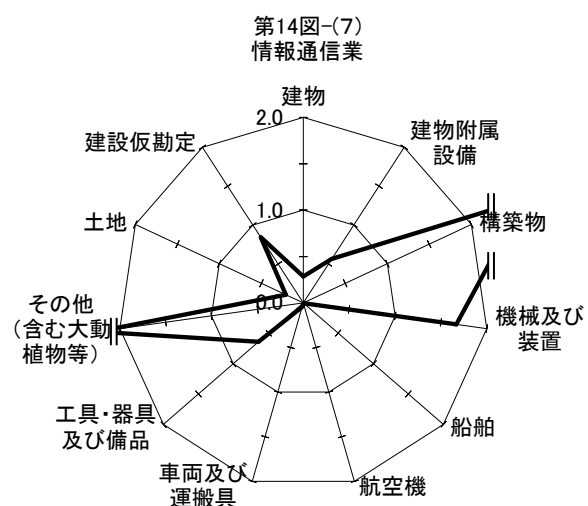 第14図-(7)
情報通信業
建物
2.0
建設仮勘定
建物附属
設備
土地
1.0
構築物
0.0
その他
（含む大動
植物等）
機械及び
装置
工具・器具
及び備品
船舶
車両及び
運搬具
航空機